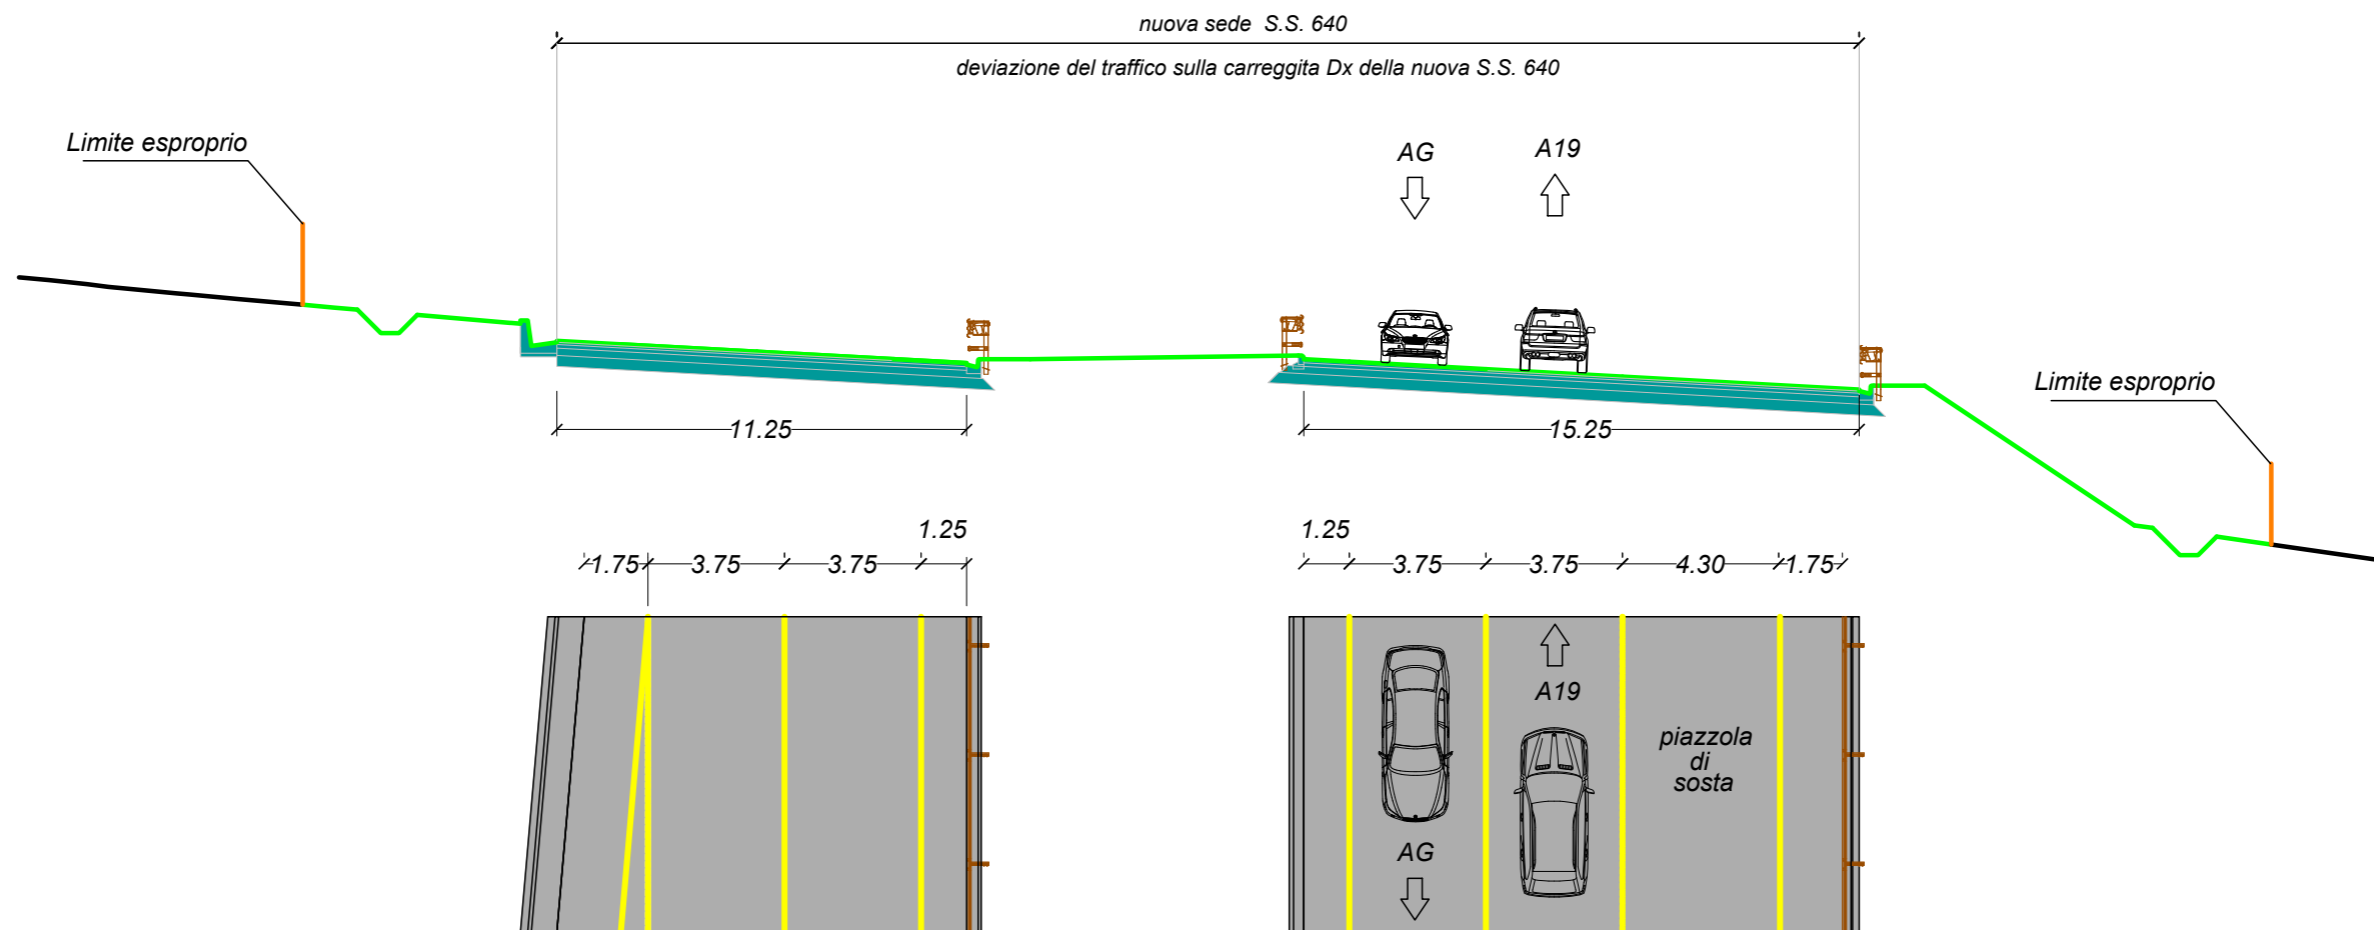 nuova sede S.S. 640
deviazione del traffico sulla carreggita Dx della nuova S.S. 640
Limite esproprio
AG
A19
Limite esproprio
11.25
15.25
1.25
1.25
1.75 3.75 3.75
3.75 3.75 4.30 1.75
A19
piazzola
di
sosta
AG